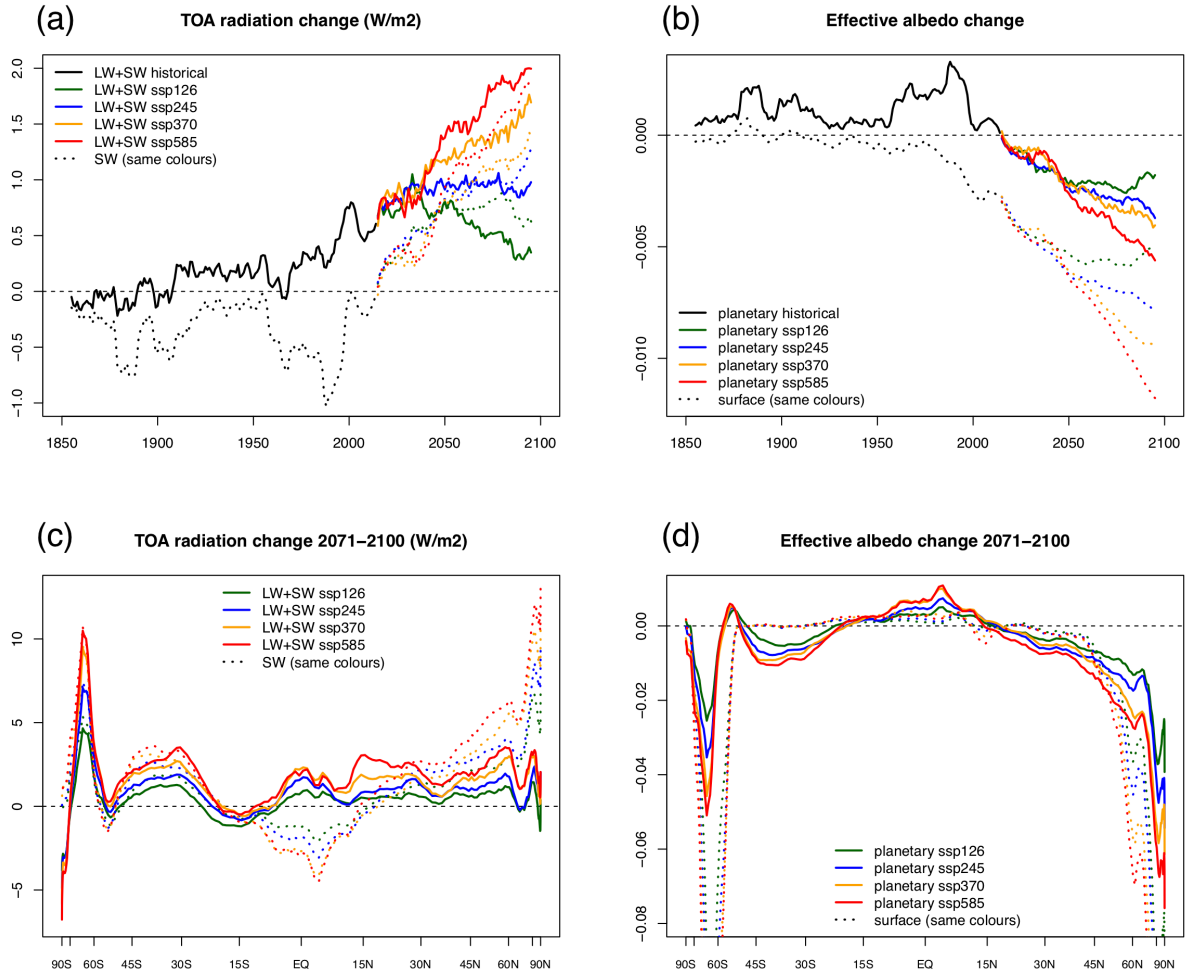 (a)
TOA radiation change (W/m2)
2.0
1.5
1.0
0.5
0.0
−0.5
−1.0
LW+SW historical
LW+SW ssp126
LW+SW ssp245
LW+SW ssp370
LW+SW ssp585
SW (same colours)
1850 1900 1950 2000 2050 2100
(b)
Effective albedo change
0.000
−0.005
−0.010
planetary historical
planetary ssp126
planetary ssp245
planetary ssp370
planetary ssp585
surface (same colours)
1850 1900 1950 2000 2050 2100
(c)
TOA radiation change 2071−2100 (W/m2)
10
5
0
−5
LW+SW ssp126
LW+SW ssp245
LW+SW ssp370
LW+SW ssp585
SW (same colours)
90S 60S 45S 30S 15S EQ 15N 30N 45N 60N 90N
(d)
Effective albedo change 2071−2100
0.00
−0.02
−0.04
−0.06
−0.08
planetary ssp126
planetary ssp245
planetary ssp370
planetary ssp585
surface (same colours)
90S 60S 45S 30S 15S EQ 15N 30N 45N 60N 90N